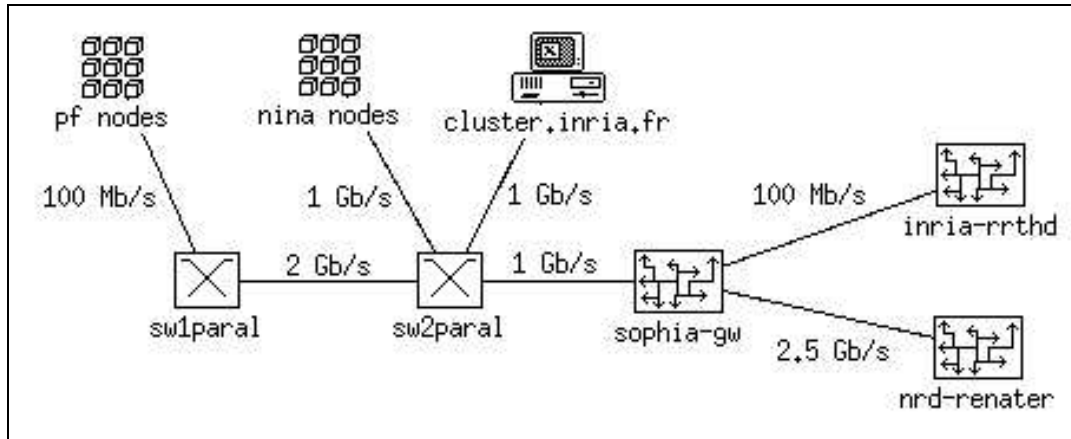 pf nodes
nina nodes
cluster.inria.fr
100 Mb/s
1 Gb/s
1 Gb/s
100 Mb/s
inria-rrthd
2 Gb/s
1 Gb/s
sw1paral
sw2paral
sophia-gw
2.5 Gb/s
nrd-renater